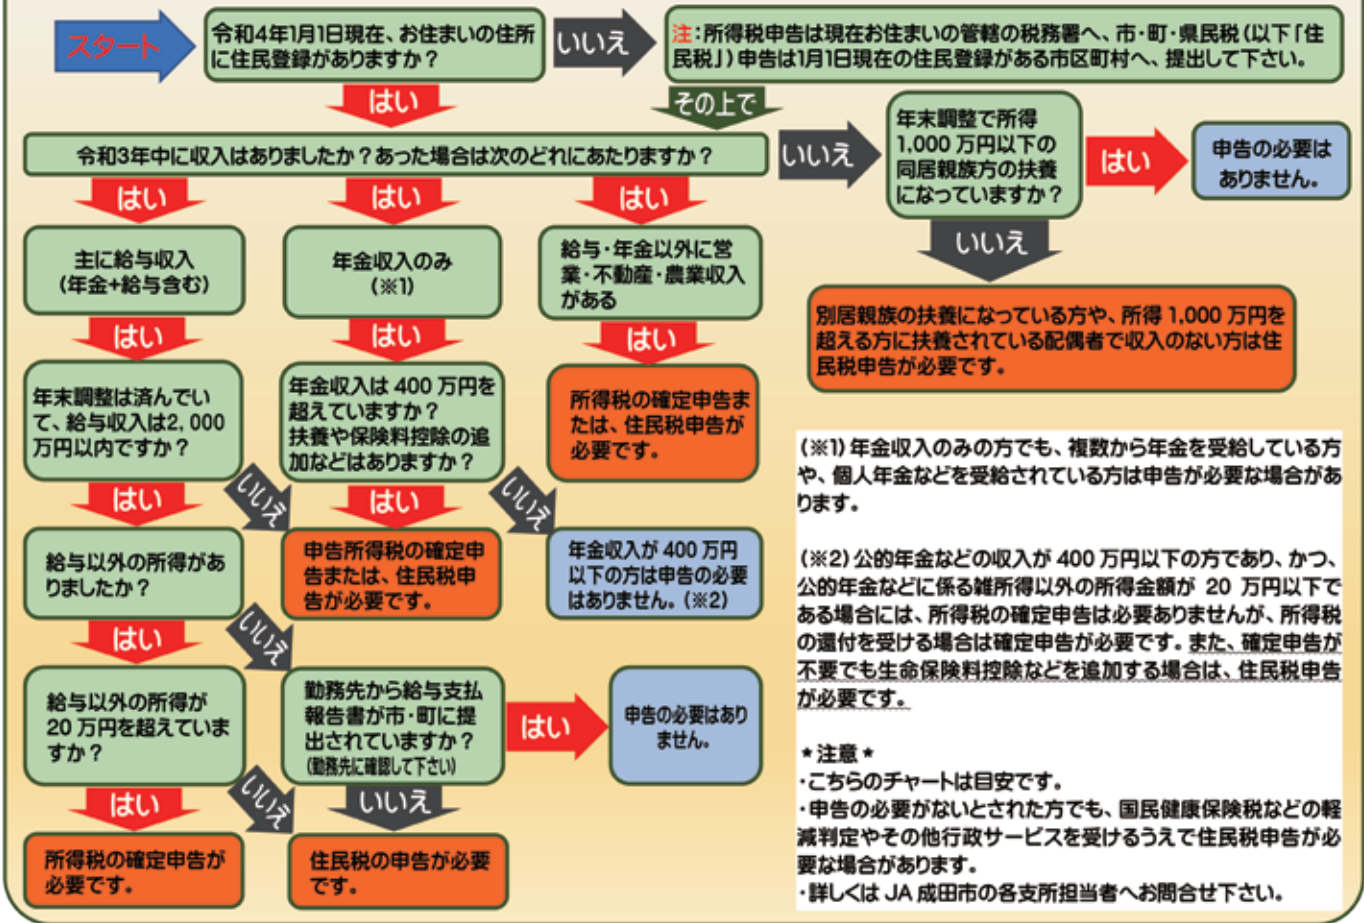 スタート
令和4年1月1日現在、お住まいの住所
に住民登録がありますか？
いいえ
注：所得税申告は現在お住まいの管轄の税務署へ、市・町・県民税（以下「住
民税」）申告は1月1日現在の住民登録がある市区町村へ、提出して下さい。
はい
その上で
令和3年中に収入はありましたか？あった場合は次のどれにあたりますか？
いいえ
年末調整で所得
1,000 万円以下の
同居親族方の扶養
になっていますか？
はい
申告の必要は
ありません。
はい
はい
はい
いいえ
主に給与収入
（年金+給与含む）
年金収入のみ
（※1）
給与・年金以外に営
業・不動産・農業収入
がある
別居親族の扶養になっている方や、所得 1,000 万円を
超える方に扶養されている配偶者で収入のない方は住
民税申告が必要です。
はい
はい
はい
年末調整は済んでい
て、給与収入は2,000
万円以内ですか？
年金収入は 400 万円を
超えていますか？
扶養や保険料控除の追
加などはありますか？
所得税の確定申告ま
たは、住民税申告が
必要です。
はい
いいえ
はい
いいえ
給与以外の所得があ
りましたか？
申告所得税の確定申
告または、住民税申
告が必要です。
年金収入が 400 万円
以下の方は申告の必要
はありません。（※2）
はい
いいえ
給与以外の所得が
20 万円を超えていま
すか？
勤務先から給与支払
報告書が市・町に提
出されていますか？
（勤務先に確認して下さい）
はい
申告の必要はあり
ません。
はい
いいえ
いいえ
所得税の確定申告が
必要です。
住民税の申告が必要
です。
（※1）年金収入のみの方でも、複数から年金を受給している方
や、個人年金などを受給されている方は申告が必要な場合があ
ります。
（※2）公的年金などの収入が 400 万円以下の方であり、かつ、
公的年金などに係る雑所得以外の所得金額が 20 万円以下で
ある場合には、所得税の確定申告は必要ありませんが、所得税
の還付を受ける場合は確定申告が必要です。また、確定申告が
不要でも生命保険料控除などを追加する場合は、住民税申告
が必要です。
＊注意＊
・こちらのチャートは目安です。
・申告の必要がないとされた方でも、国民健康保険税などの軽
減判定やその他行政サービスを受けるうえで住民税申告が必
要な場合があります。
・詳しくは JA 成田市の各支所担当者へお問合せ下さい。